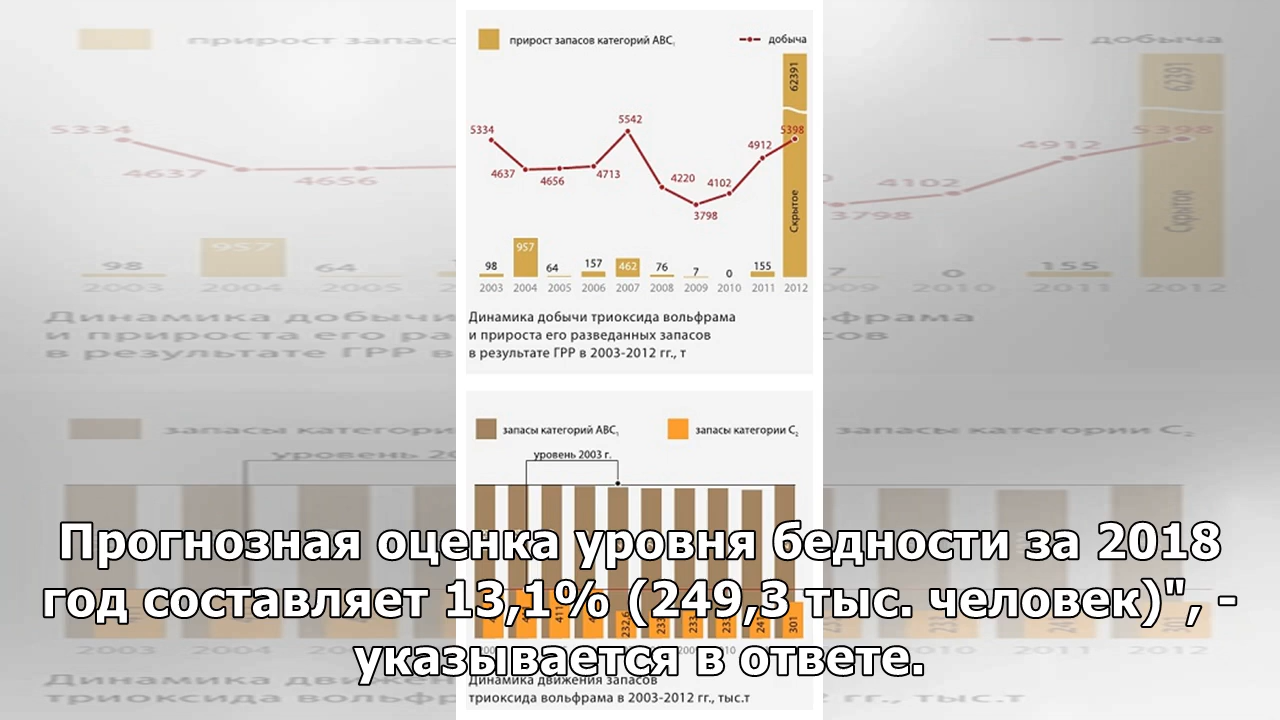 прирост запасов категорий АВС₁
добыча
62391
5334
4637
4656
4713
5542
4220
3798
4102
4912
5398
Скрытое
98
957
64
157
462
76
7
0
155
2003 2004 2005 2006 2007 2008 2009 2010 2011 2012
Динамика добычи триоксида вольфрама
и прироста его разведанных запасов
в результате ГРР в 2003-2012 гг., т
запасы категорий АВС₁
запасы категории С₂
уровень 2003 г.
Прогнозная оценка уровня бедности за 2018
год составляет 13,1% (249,3 тыс. человек)", -
указывается в ответе.
301
Динамика движения запасов
триоксида вольфрама в 2003-2012 гг., тыс.т